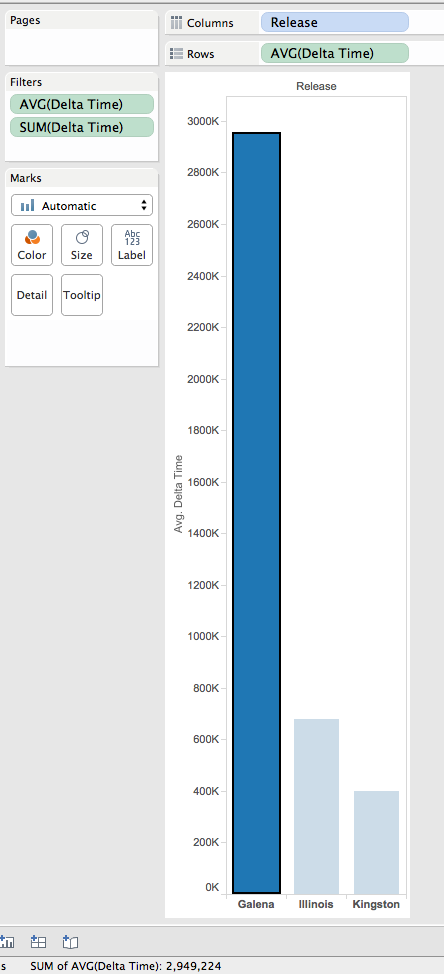 Pages
Columns
Release
Rows
AVG(Delta Time)
Filters
AVG(Delta Time)
SUM(Delta Time)
Marks
Automatic
Color
Size
Abc
123
Label
Detail
Tooltip
Release
3000K
2800K
2600K
2400K
2200K
2000K
1800K
1600K
1400K
1200K
1000K
800K
600K
400K
200K
0K
Avg. Delta Time
Galena Illinois Kingston
s SUM of AVG(Delta Time): 2,949,224